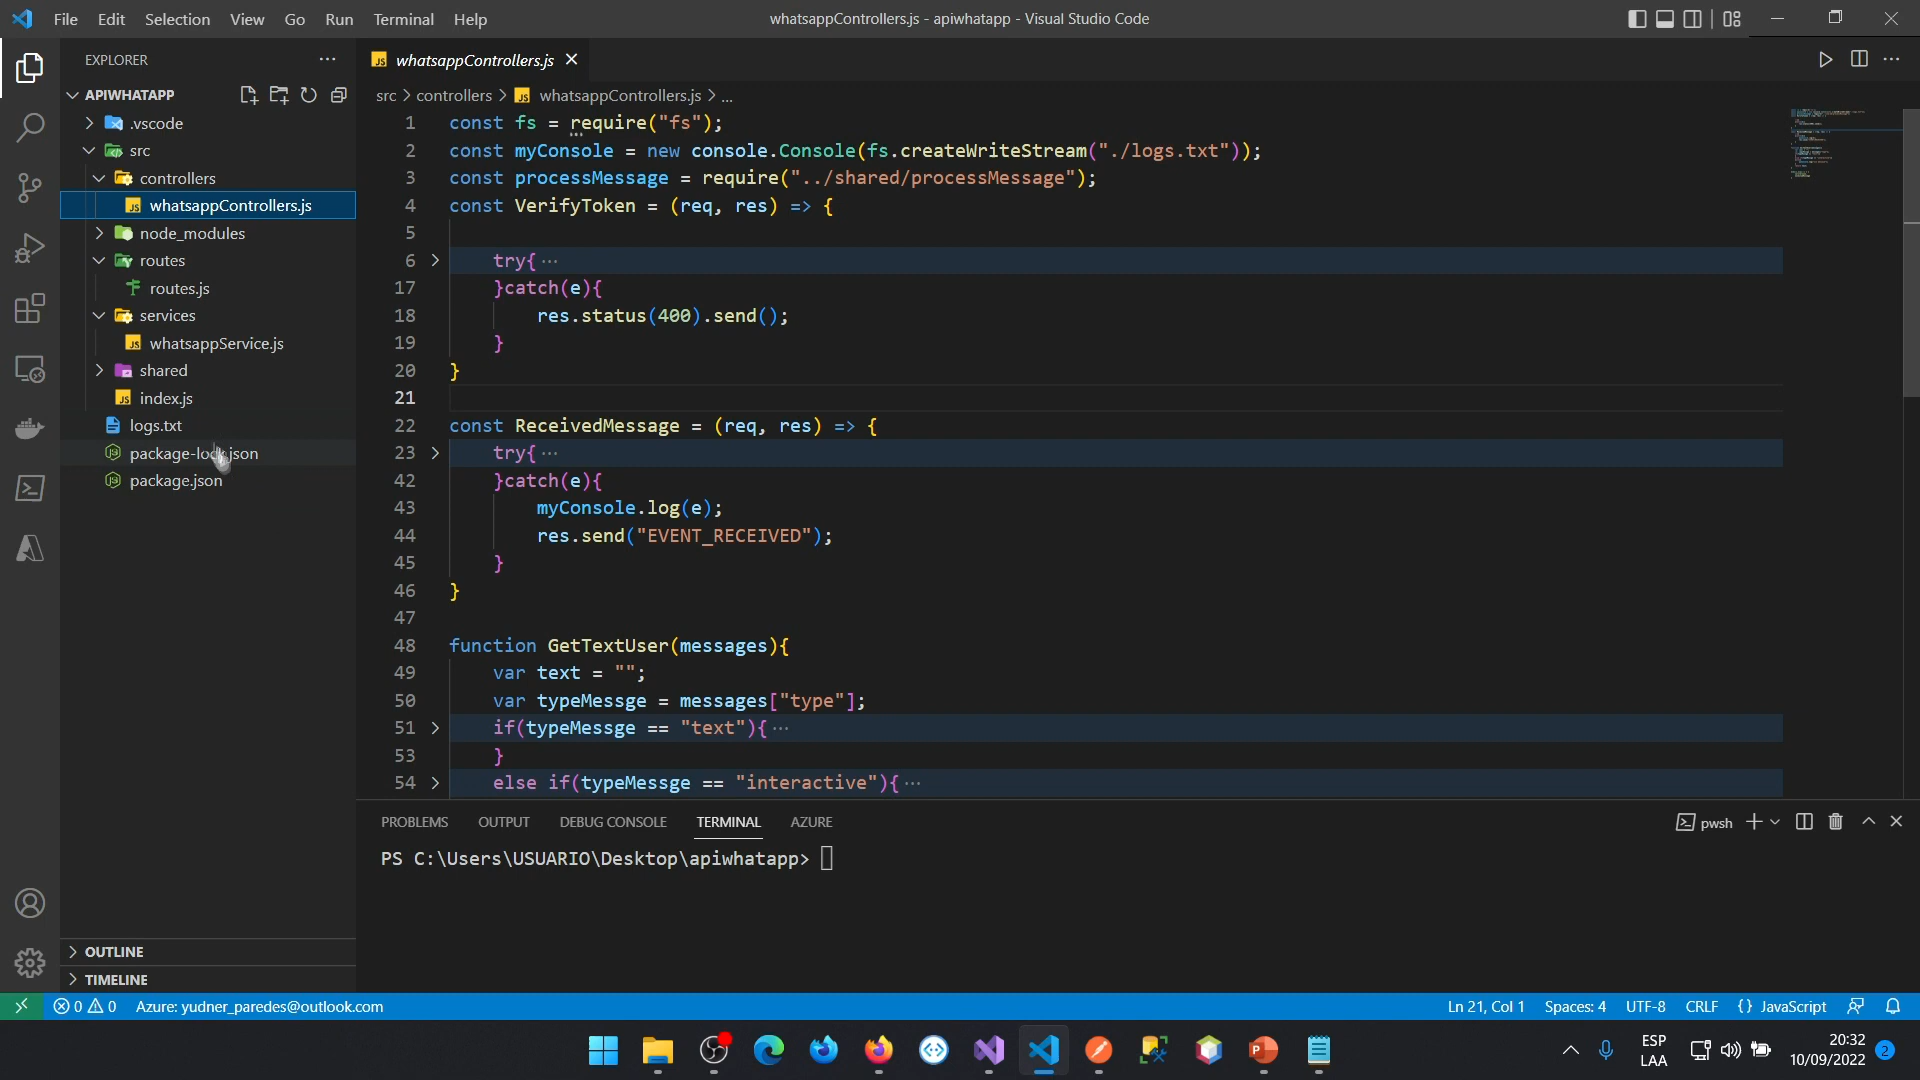 File Edit Selection View Go Run Terminal Help
whatsappControllers.js - apiwhatapp - Visual Studio Code
EXPLORER
APIWHATAPP
.vscode
src
controllers
whatsappControllers.js
node_modules
routes
routes.js
services
whatsappService.js
shared
index.js
logs.txt
package-lock.json
package.json
OUTLINE
TIMELINE
whatsappControllers.js
src > controllers > whatsappControllers.js > ...
1 const fs = require("fs");
2 const myConsole = new console.Console(fs.createWriteStream("./logs.txt"));
3 const processMessage = require("../shared/processMessage");
4 const VerifyToken = (req, res) => {
5
6 try{ ...
17 }catch(e){
18 res.status(400).send();
19 }
20 }
21
22 const ReceivedMessage = (req, res) => {
23 try{ ...
42 }catch(e){
43 myConsole.log(e);
44 res.send("EVENT_RECEIVED");
45 }
46 }
47
48 function GetTextUser(messages){
49 var text = "";
50 var typeMessge = messages["type"];
51 if(typeMessge == "text"){ ...
53 }
54 else if(typeMessge == "interactive"){ ...
PROBLEMS OUTPUT DEBUG CONSOLE TERMINAL AZURE
pwsh
PS C:\Users\USUARIO\Desktop\apiwhatapp>
0 0 Azure: yudner_paredes@outlook.com
Ln 21, Col 1 Spaces: 4 UTF-8 CRLF {} JavaScript
ESP
LAA
20:32
10/09/2022
2